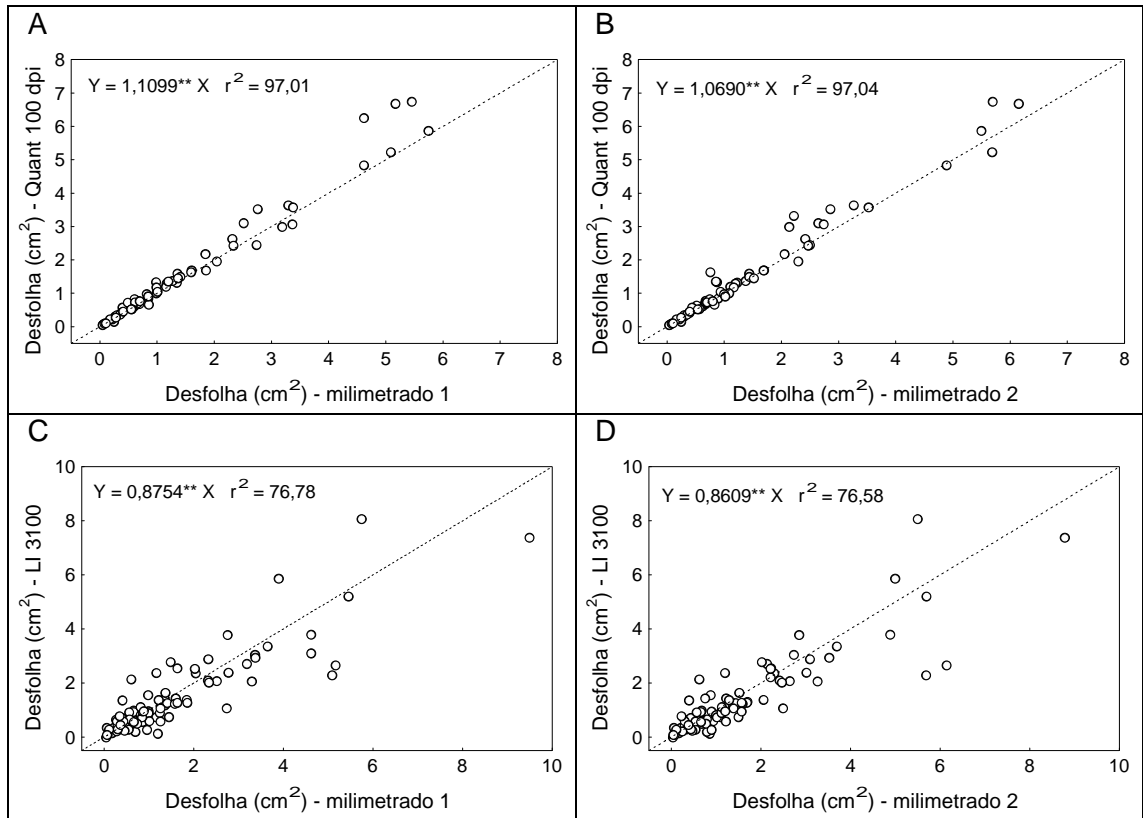 A
Y = 1,1099** X r² = 97,01
Desfolha (cm²) - Quant 100 dpi
8
7
6
5
4
3
2
1
0
0 1 2 3 4 5 6 7 8
Desfolha (cm²) - milimetrado 1
B
Y = 1,0690** X r² = 97,04
Desfolha (cm²) - Quant 100 dpi
8
7
6
5
4
3
2
1
0
0 1 2 3 4 5 6 7 8
Desfolha (cm²) - milimetrado 2
C
Y = 0,8754** X r² = 76,78
Desfolha (cm²) - LI 3100
10
8
6
4
2
0
0 2 4 6 8 10
Desfolha (cm²) - milimetrado 1
D
Y = 0,8609** X r² = 76,58
Desfolha (cm²) - LI 3100
10
8
6
4
2
0
0 2 4 6 8 10
Desfolha (cm²) - milimetrado 2